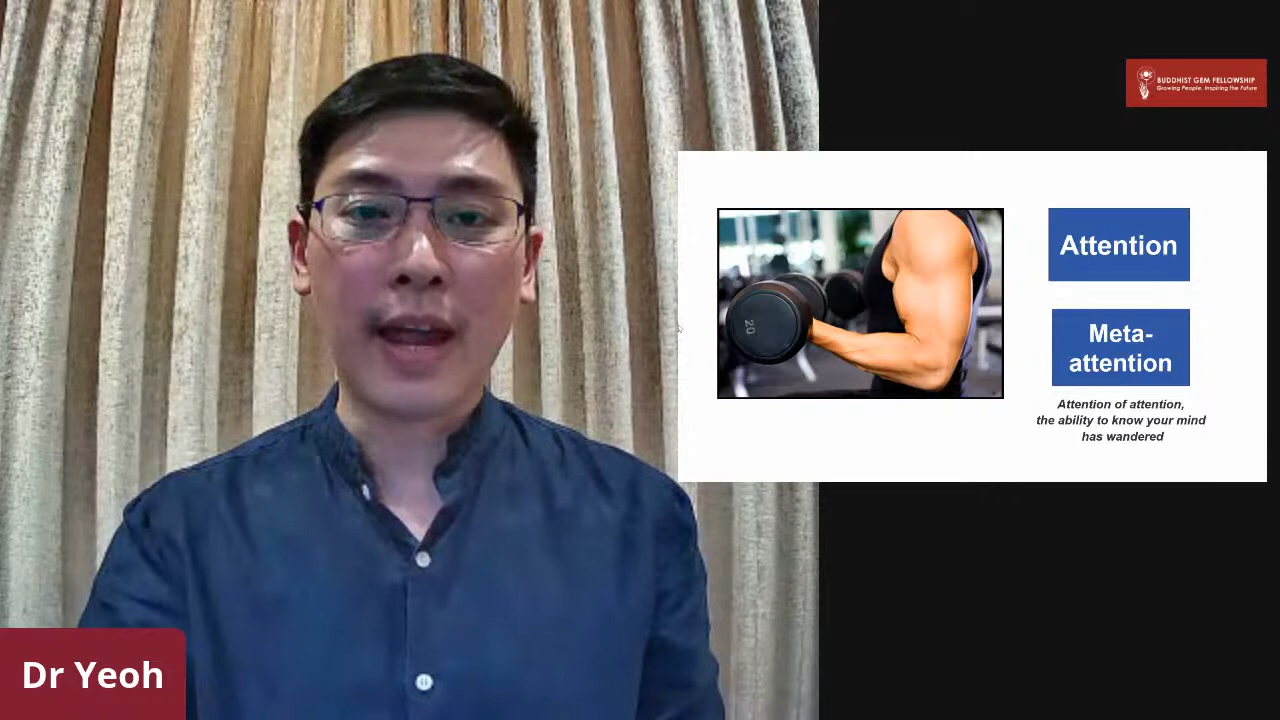 BUDDHIST GEM FELLOWSHIP
Growing People, Inspiring the Future
Attention
Meta-
attention
Attention of attention,
the ability to know your mind
has wandered
20
Dr Yeoh